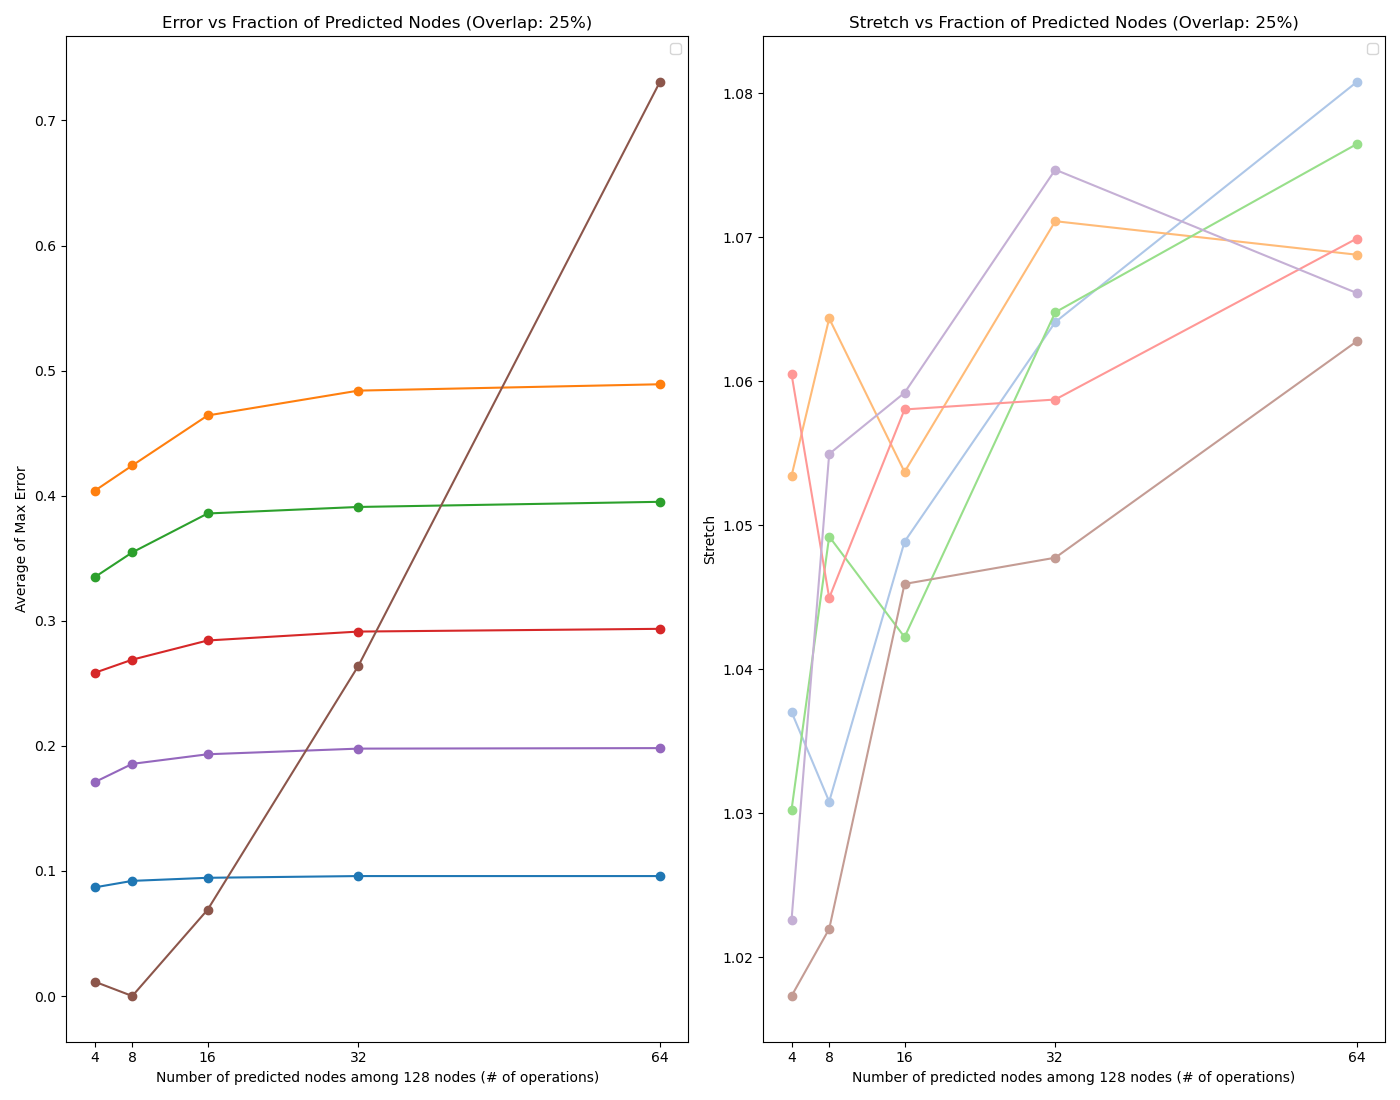 Error vs Fraction of Predicted Nodes (Overlap: 25%)
Average of Max Error
0.7
0.6
0.5
0.4
0.3
0.2
0.1
0.0
4 8 16 32 64
Number of predicted nodes among 128 nodes (# of operations)
Stretch vs Fraction of Predicted Nodes (Overlap: 25%)
Stretch
1.08
1.07
1.06
1.05
1.04
1.03
1.02
4 8 16 32 64
Number of predicted nodes among 128 nodes (# of operations)